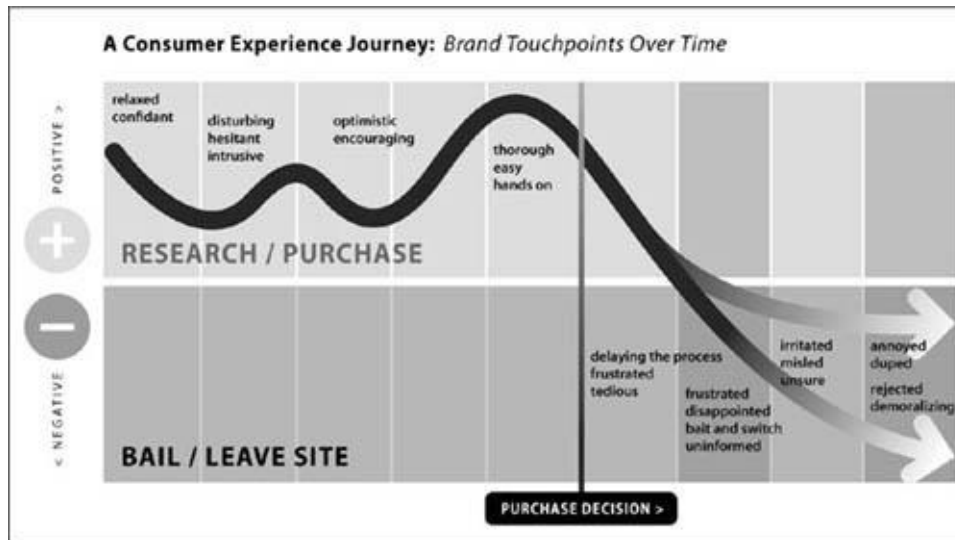 A Consumer Experience Journey: Brand Touchpoints Over Time
POSITIVE >
< NEGATIVE
relaxed
confidant
disturbing
hesitant
intrusive
optimistic
encouraging
thorough
easy
hands on
RESEARCH / PURCHASE
delaying the process
frustrated
tedious
frustrated
disappointed
bait and switch
uninformed
irritated
misled
unsure
annoyed
duped
rejected
demoralizing
BAIL / LEAVE SITE
PURCHASE DECISION >